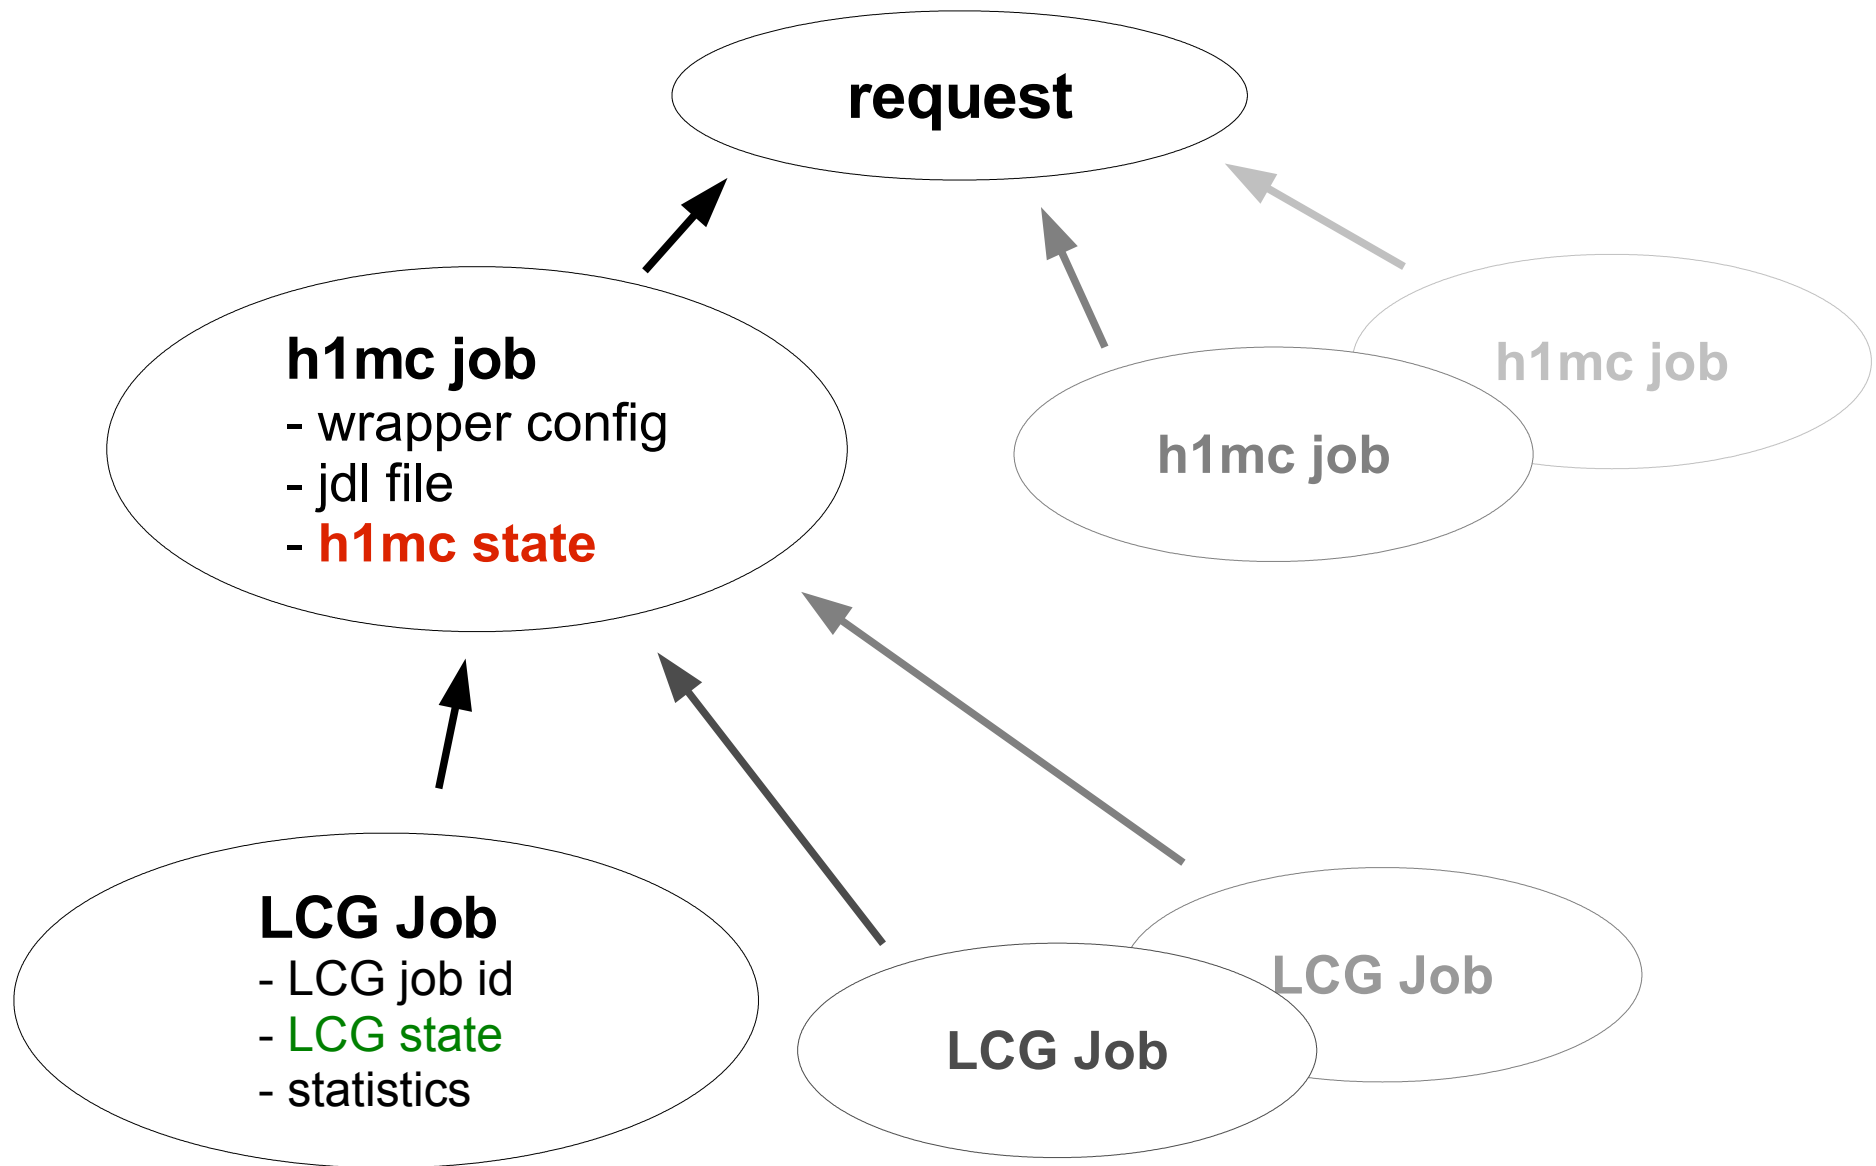 request
h1mc job
- wrapper config
- jdl file
- h1mc state
h1mc job
h1mc job
LCG Job
- LCG job id
- LCG state
- statistics
LCG Job
LCG Job